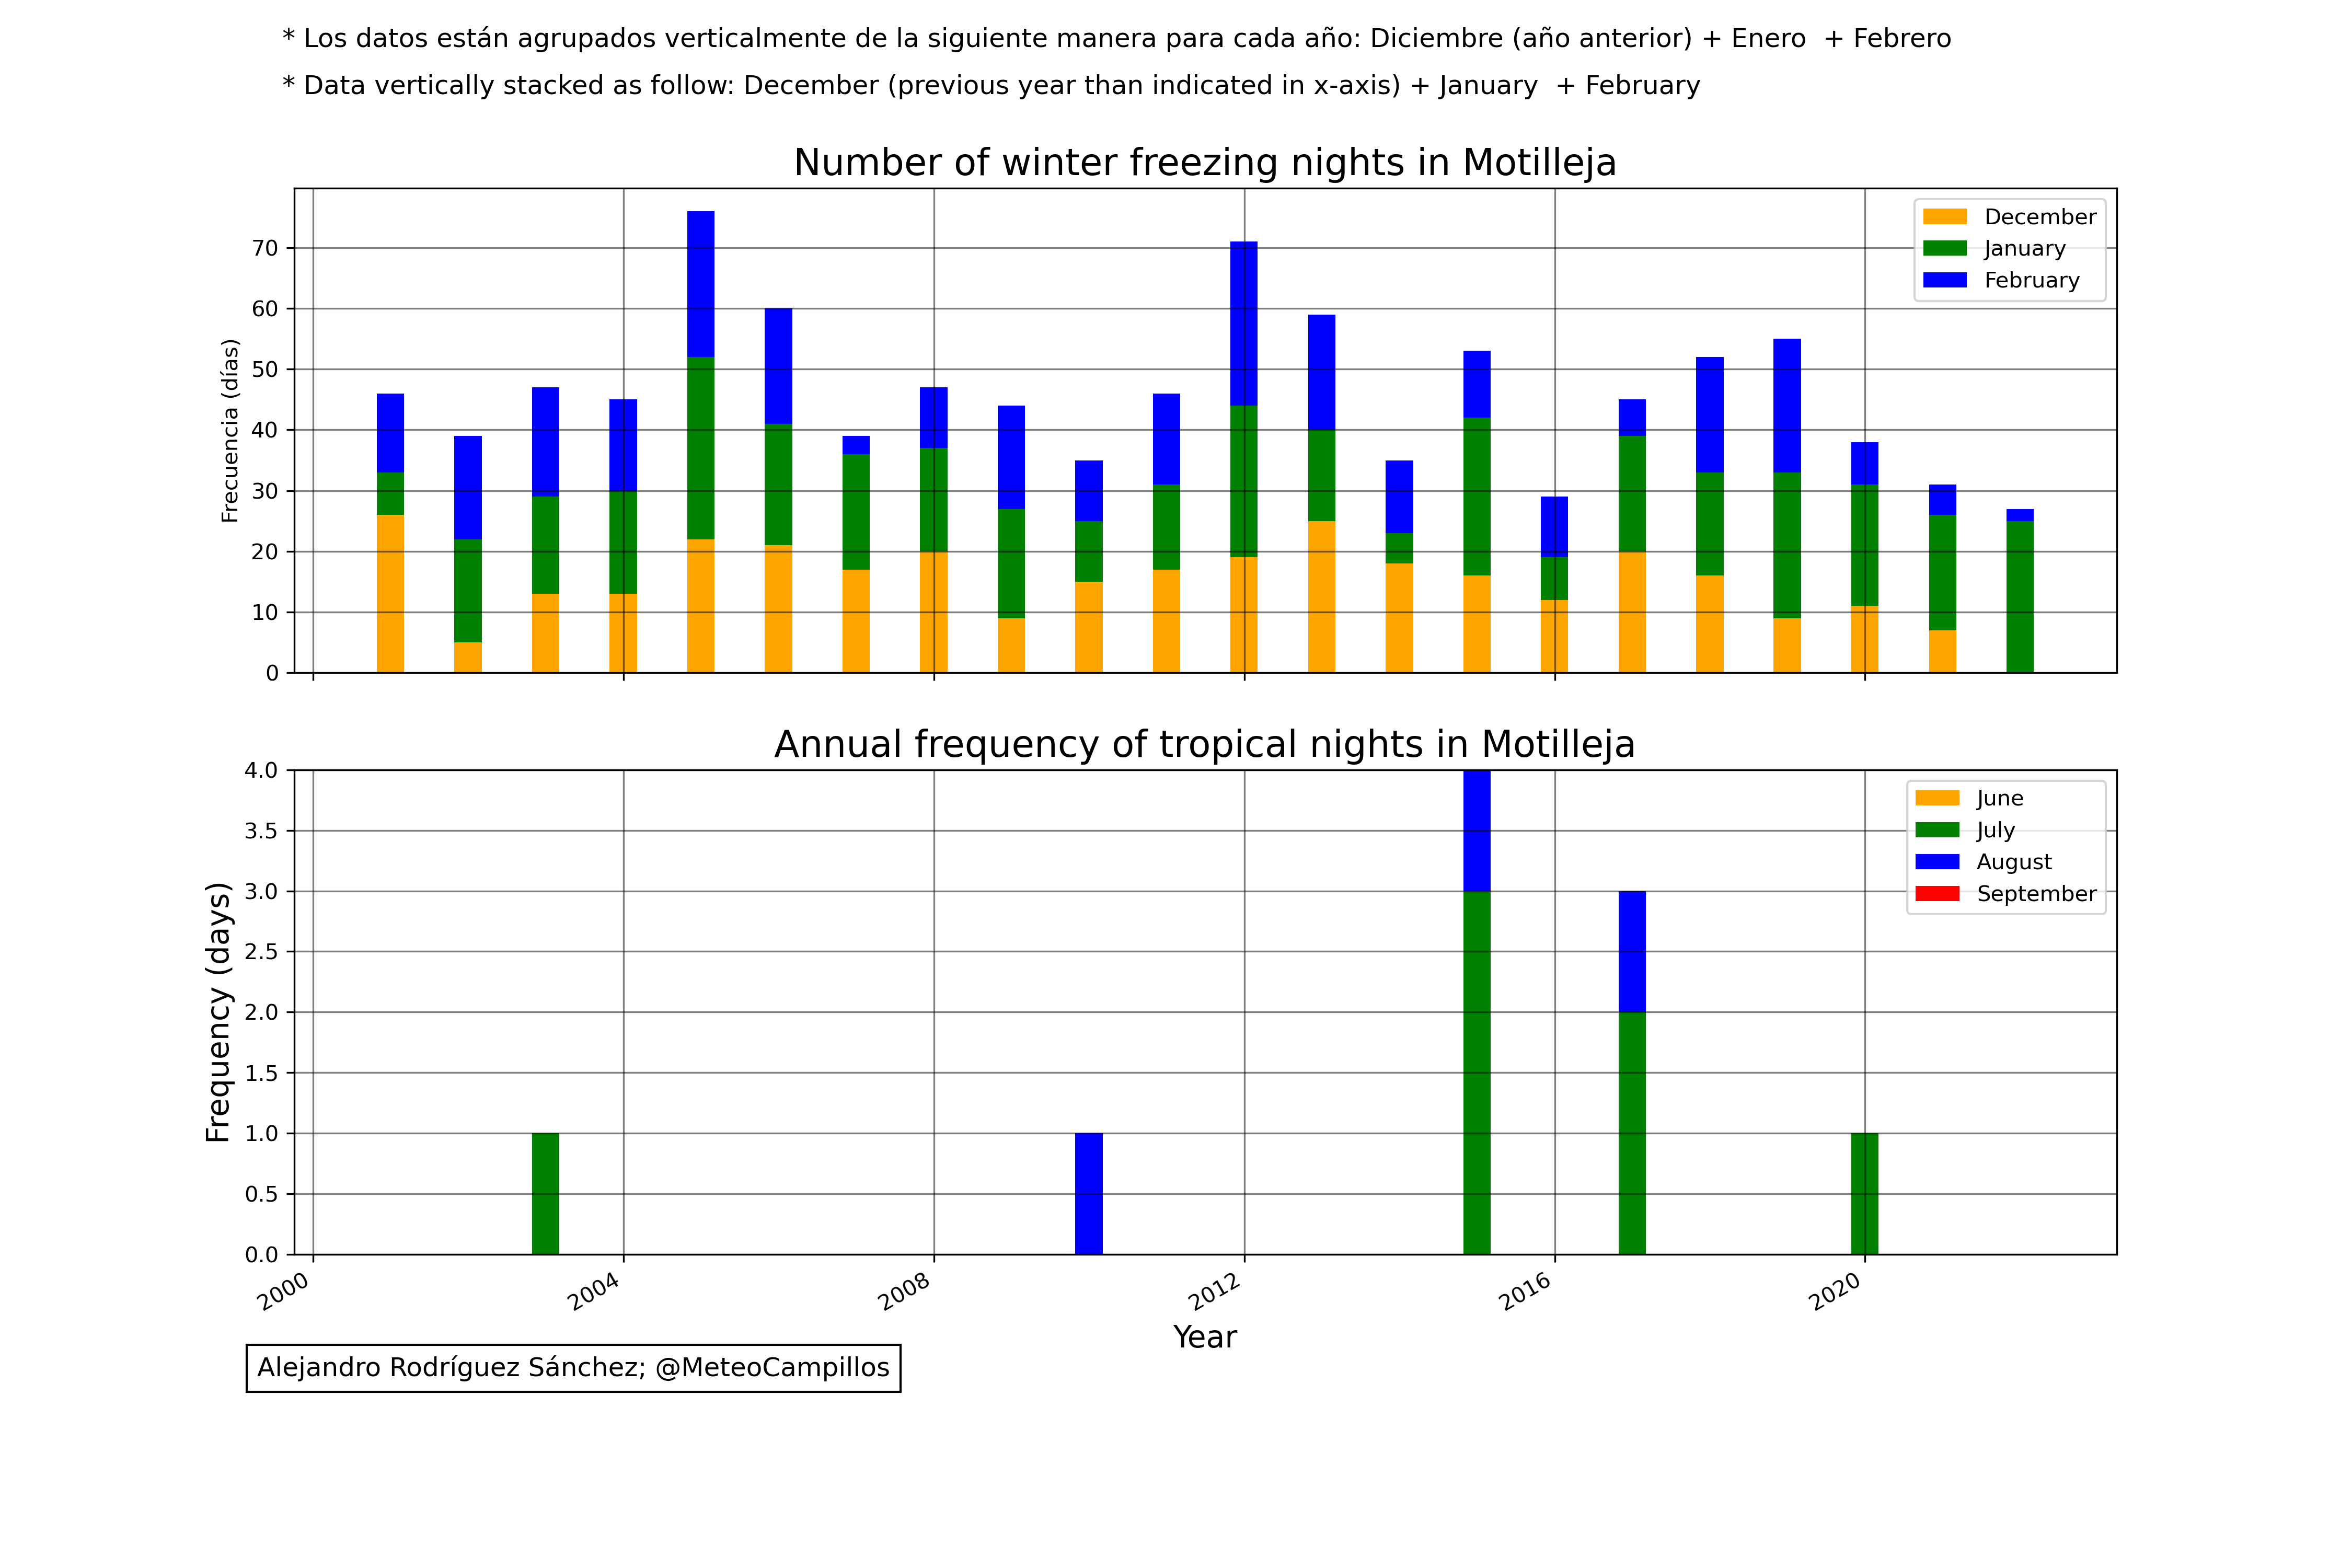 * Los datos están agrupados verticalmente de la siguiente manera para cada año: Diciembre (año anterior) + Enero  + Febrero
* Data vertically stacked as follow: December (previous year than indicated in x-axis) + January  + February
Number of winter freezing nights in Motilleja
Frecuencia (días)
70
60
50
40
30
20
10
0
December
January
February
Annual frequency of tropical nights in Motilleja
Frequency (days)
4.0
3.5
3.0
2.5
2.0
1.5
1.0
0.5
0.0
June
July
August
September
2000
2004
2008
2012
2016
2020
Year
Alejandro Rodríguez Sánchez; @MeteoCampillos